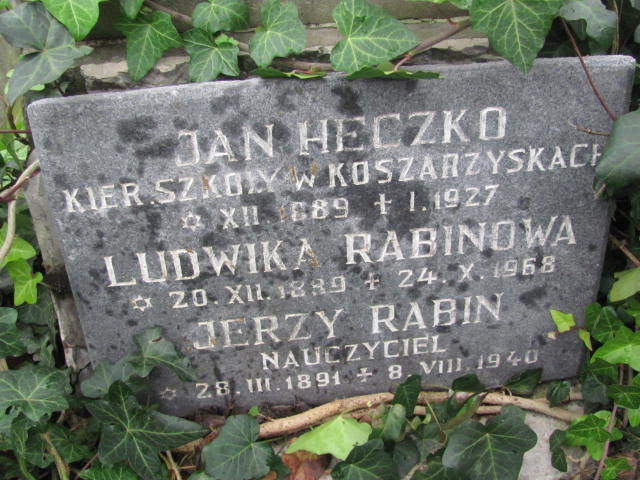 JAN HECZKO
KIER. SZKOŁY W KOSZARZYSKACH
☆ XII 1889 ✝ I. 1927
LUDWIKA RABINOWA
☆ 20. XII. 1889 ✝ 24. X. 1968
JERZY RABIN
NAUCZYCIEL
☆ 28. III. 1891 ✝ 8. VIII. 1940